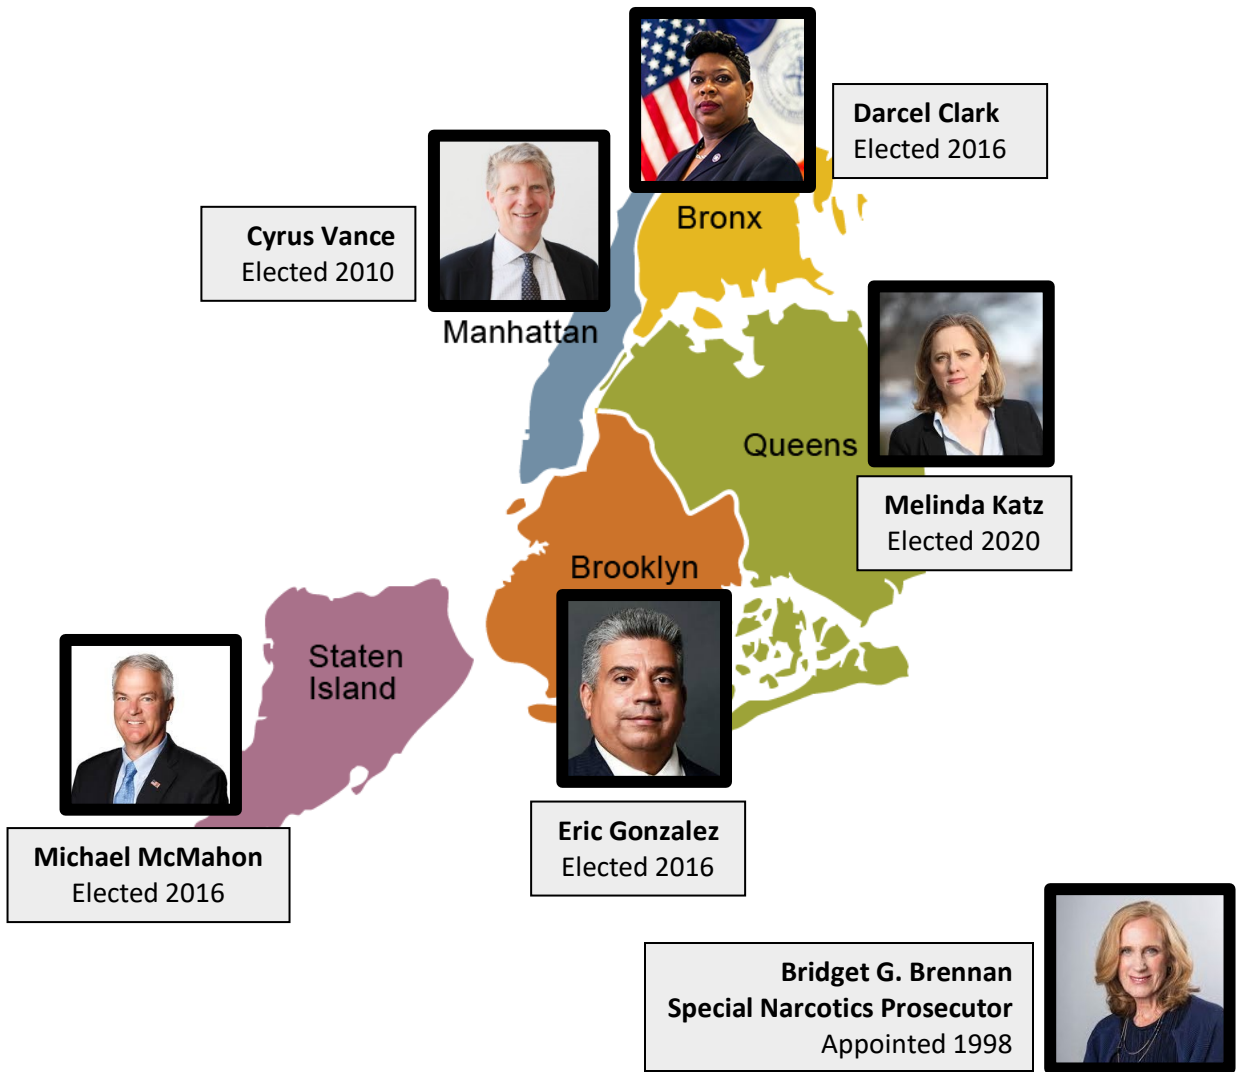 Darcel Clark
Elected 2016
Bronx
Cyrus Vance
Elected 2010
Manhattan
Queens
Melinda Katz
Elected 2020
Brooklyn
Staten
Island
Eric Gonzalez
Elected 2016
Michael McMahon
Elected 2016
Bridget G. Brennan
Special Narcotics Prosecutor
Appointed 1998